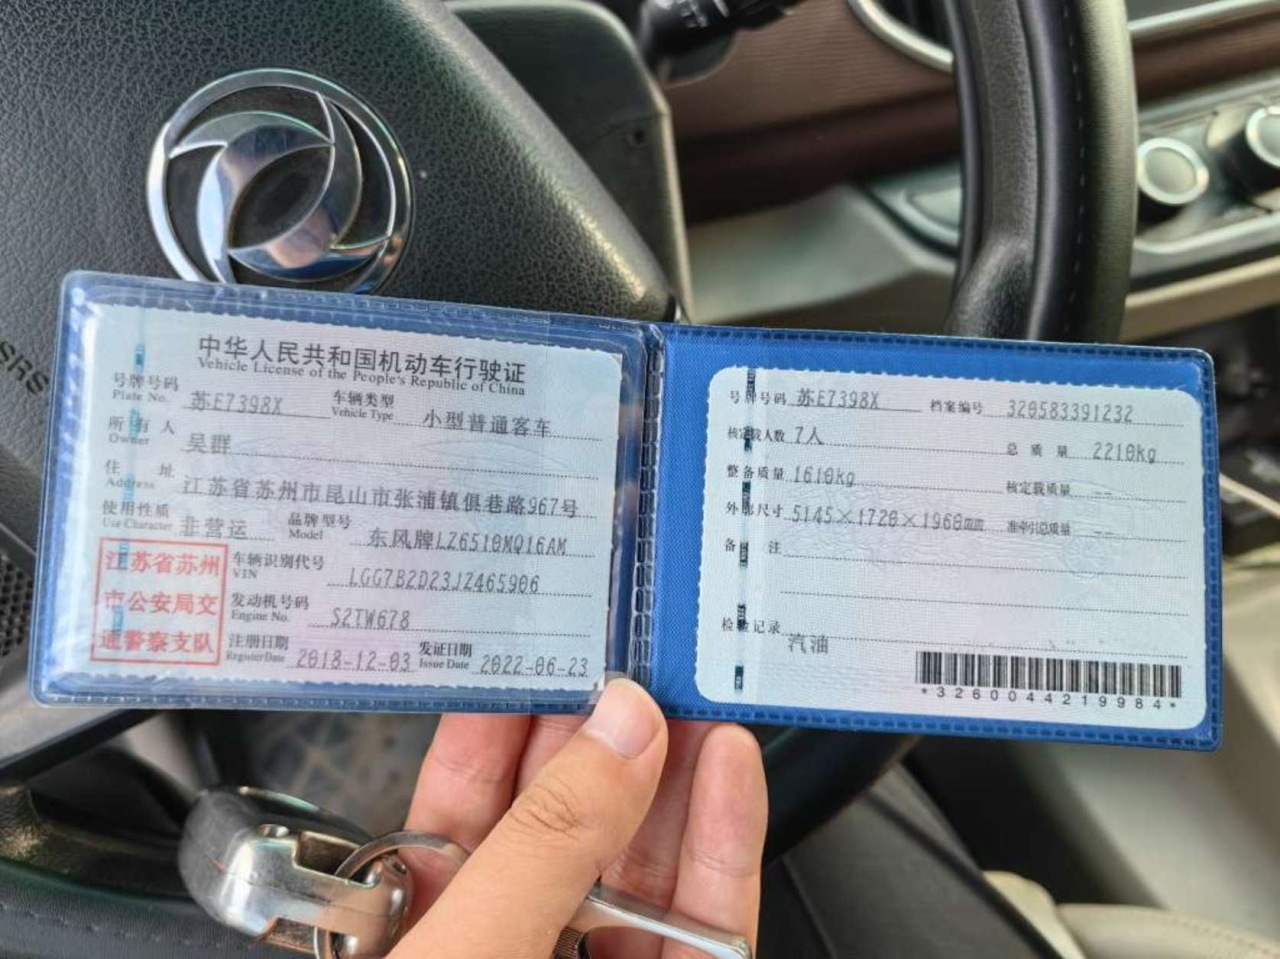 SRS
中华人民共和国机动车行驶证
Vehicle License of the People's Republic of China
号牌号码 苏E7398X 车辆类型 小型普通客车
Plate No. Vehicle Type
所有人 吴群
Owner
住址 江苏省苏州市昆山市张浦镇俱巷路967号
Address
使用性质 非营运 品牌型号 东风牌LZ6510MQ16AM
Use Character Model
江苏省苏州
市公安局交
通警察支队
车辆识别代号 LGG7B2D23JZ465906
VIN
发动机号码 S2TW678
Engine No.
注册日期 2018-12-03 发证日期 2022-06-23
Register Date Issue Date
号牌号码 苏E7398X 档案编号 320583391232
核定载人数 7人 总质量 2210kg
整备质量 1610kg 核定载质量 --
外廓尺寸 5145×1720×1960mm 准牵引总质量 --
备注
检验记录 汽油
*3260044219984*